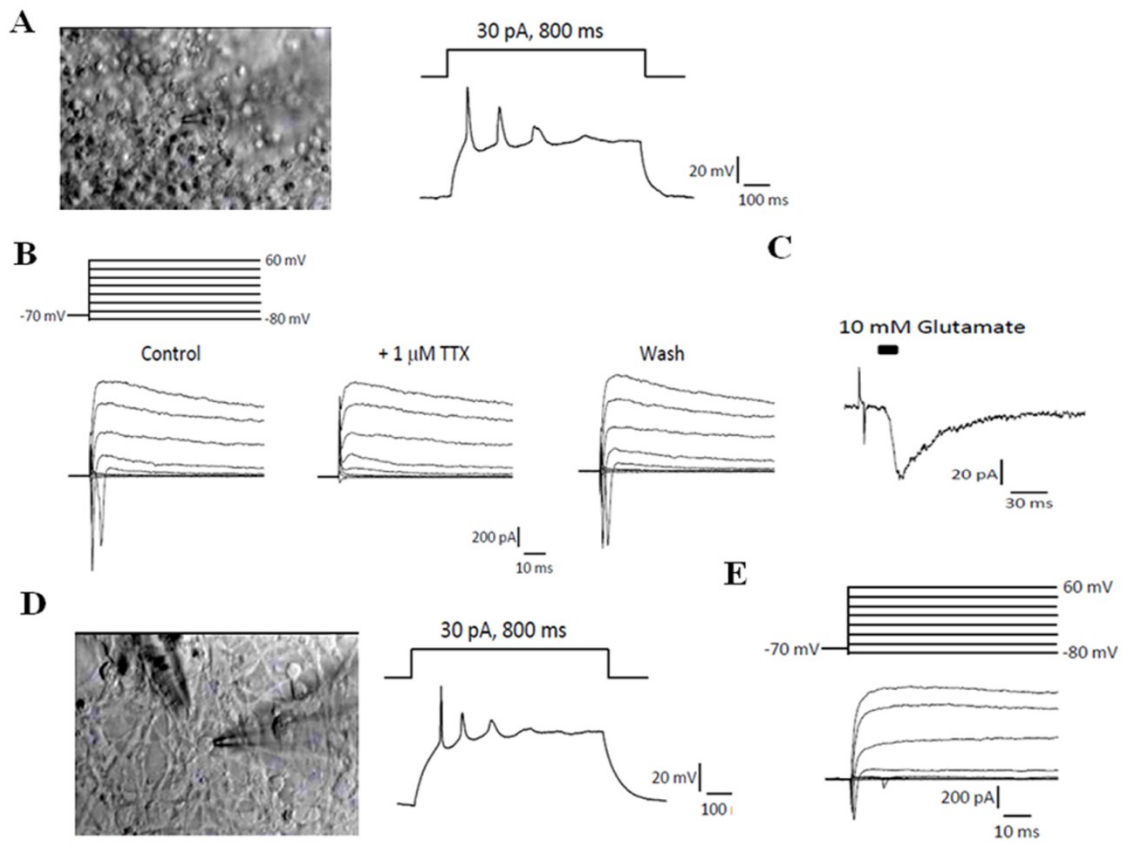 A
30 pA, 800 ms
20 mV
100 ms
B
60 mV
-70 mV
-80 mV
Control
+ 1 μM TTX
Wash
200 pA
10 ms
C
10 mM Glutamate
20 pA
30 ms
D
30 pA, 800 ms
20 mV
100
E
60 mV
-70 mV
-80 mV
200 pA
10 ms